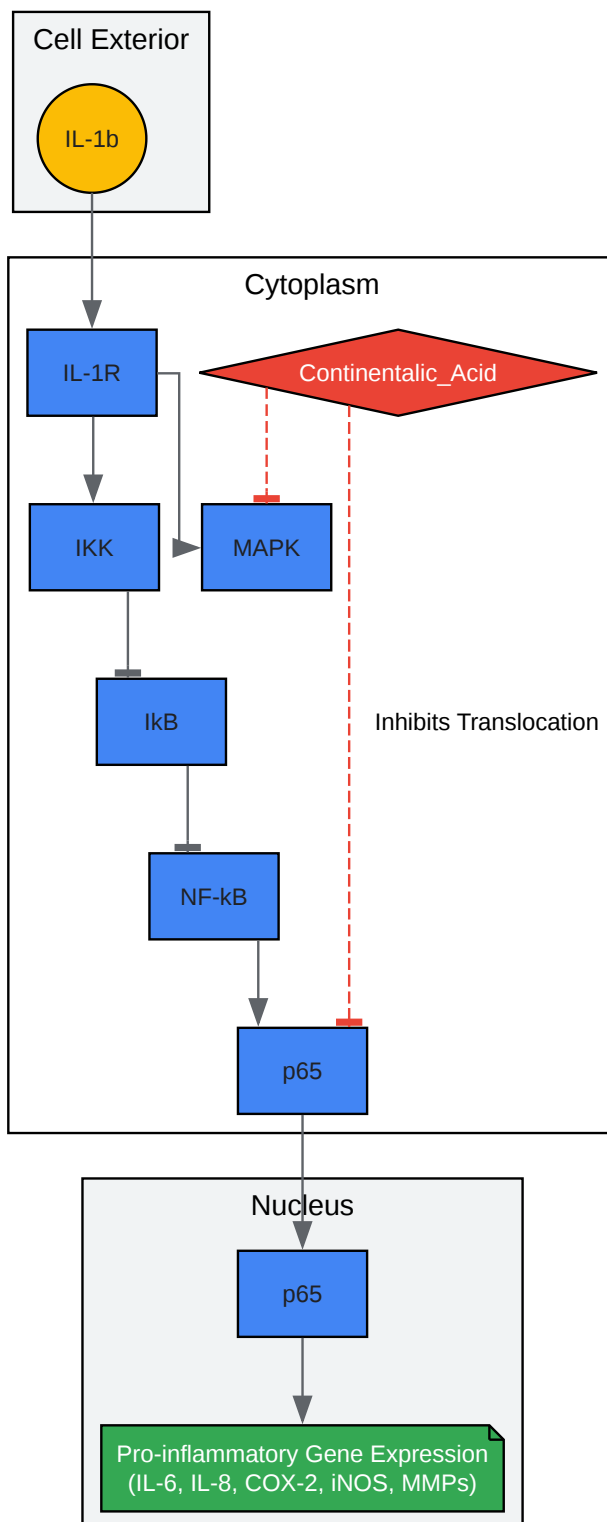 Cell Exterior
IL-1b
Cytoplasm
IL-1R
Continentalic_Acid
IKK
MAPK
IkB
Inhibits Translocation
NF-kB
p65
Nucleus
p65
Pro-inflammatory Gene Expression
(IL-6, IL-8, COX-2, iNOS, MMPs)